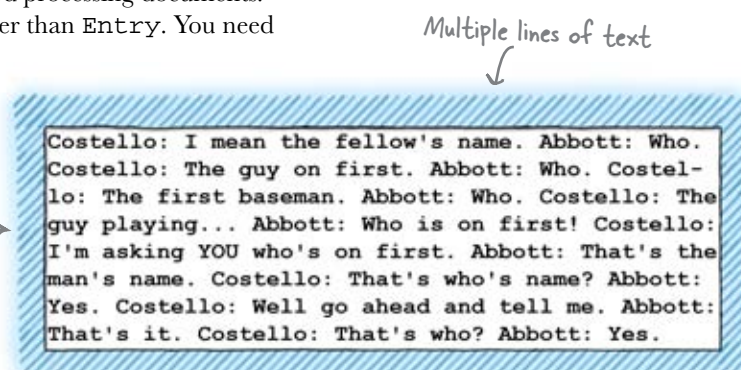 d processing documents.
er than Entry. You need
Multiple lines of text
Costello: I mean the fellow's name. Abbott: Who.
Costello: The guy on first. Abbott: Who. Costel-
lo: The first baseman. Abbott: Who. Costello: The
guy playing... Abbott: Who is on first! Costello:
I'm asking YOU who's on first. Abbott: That's the
man's name. Costello: That's who's name? Abbott:
Yes. Costello: Well go ahead and tell me. Abbott:
That's it. Costello: That's who? Abbott: Yes.